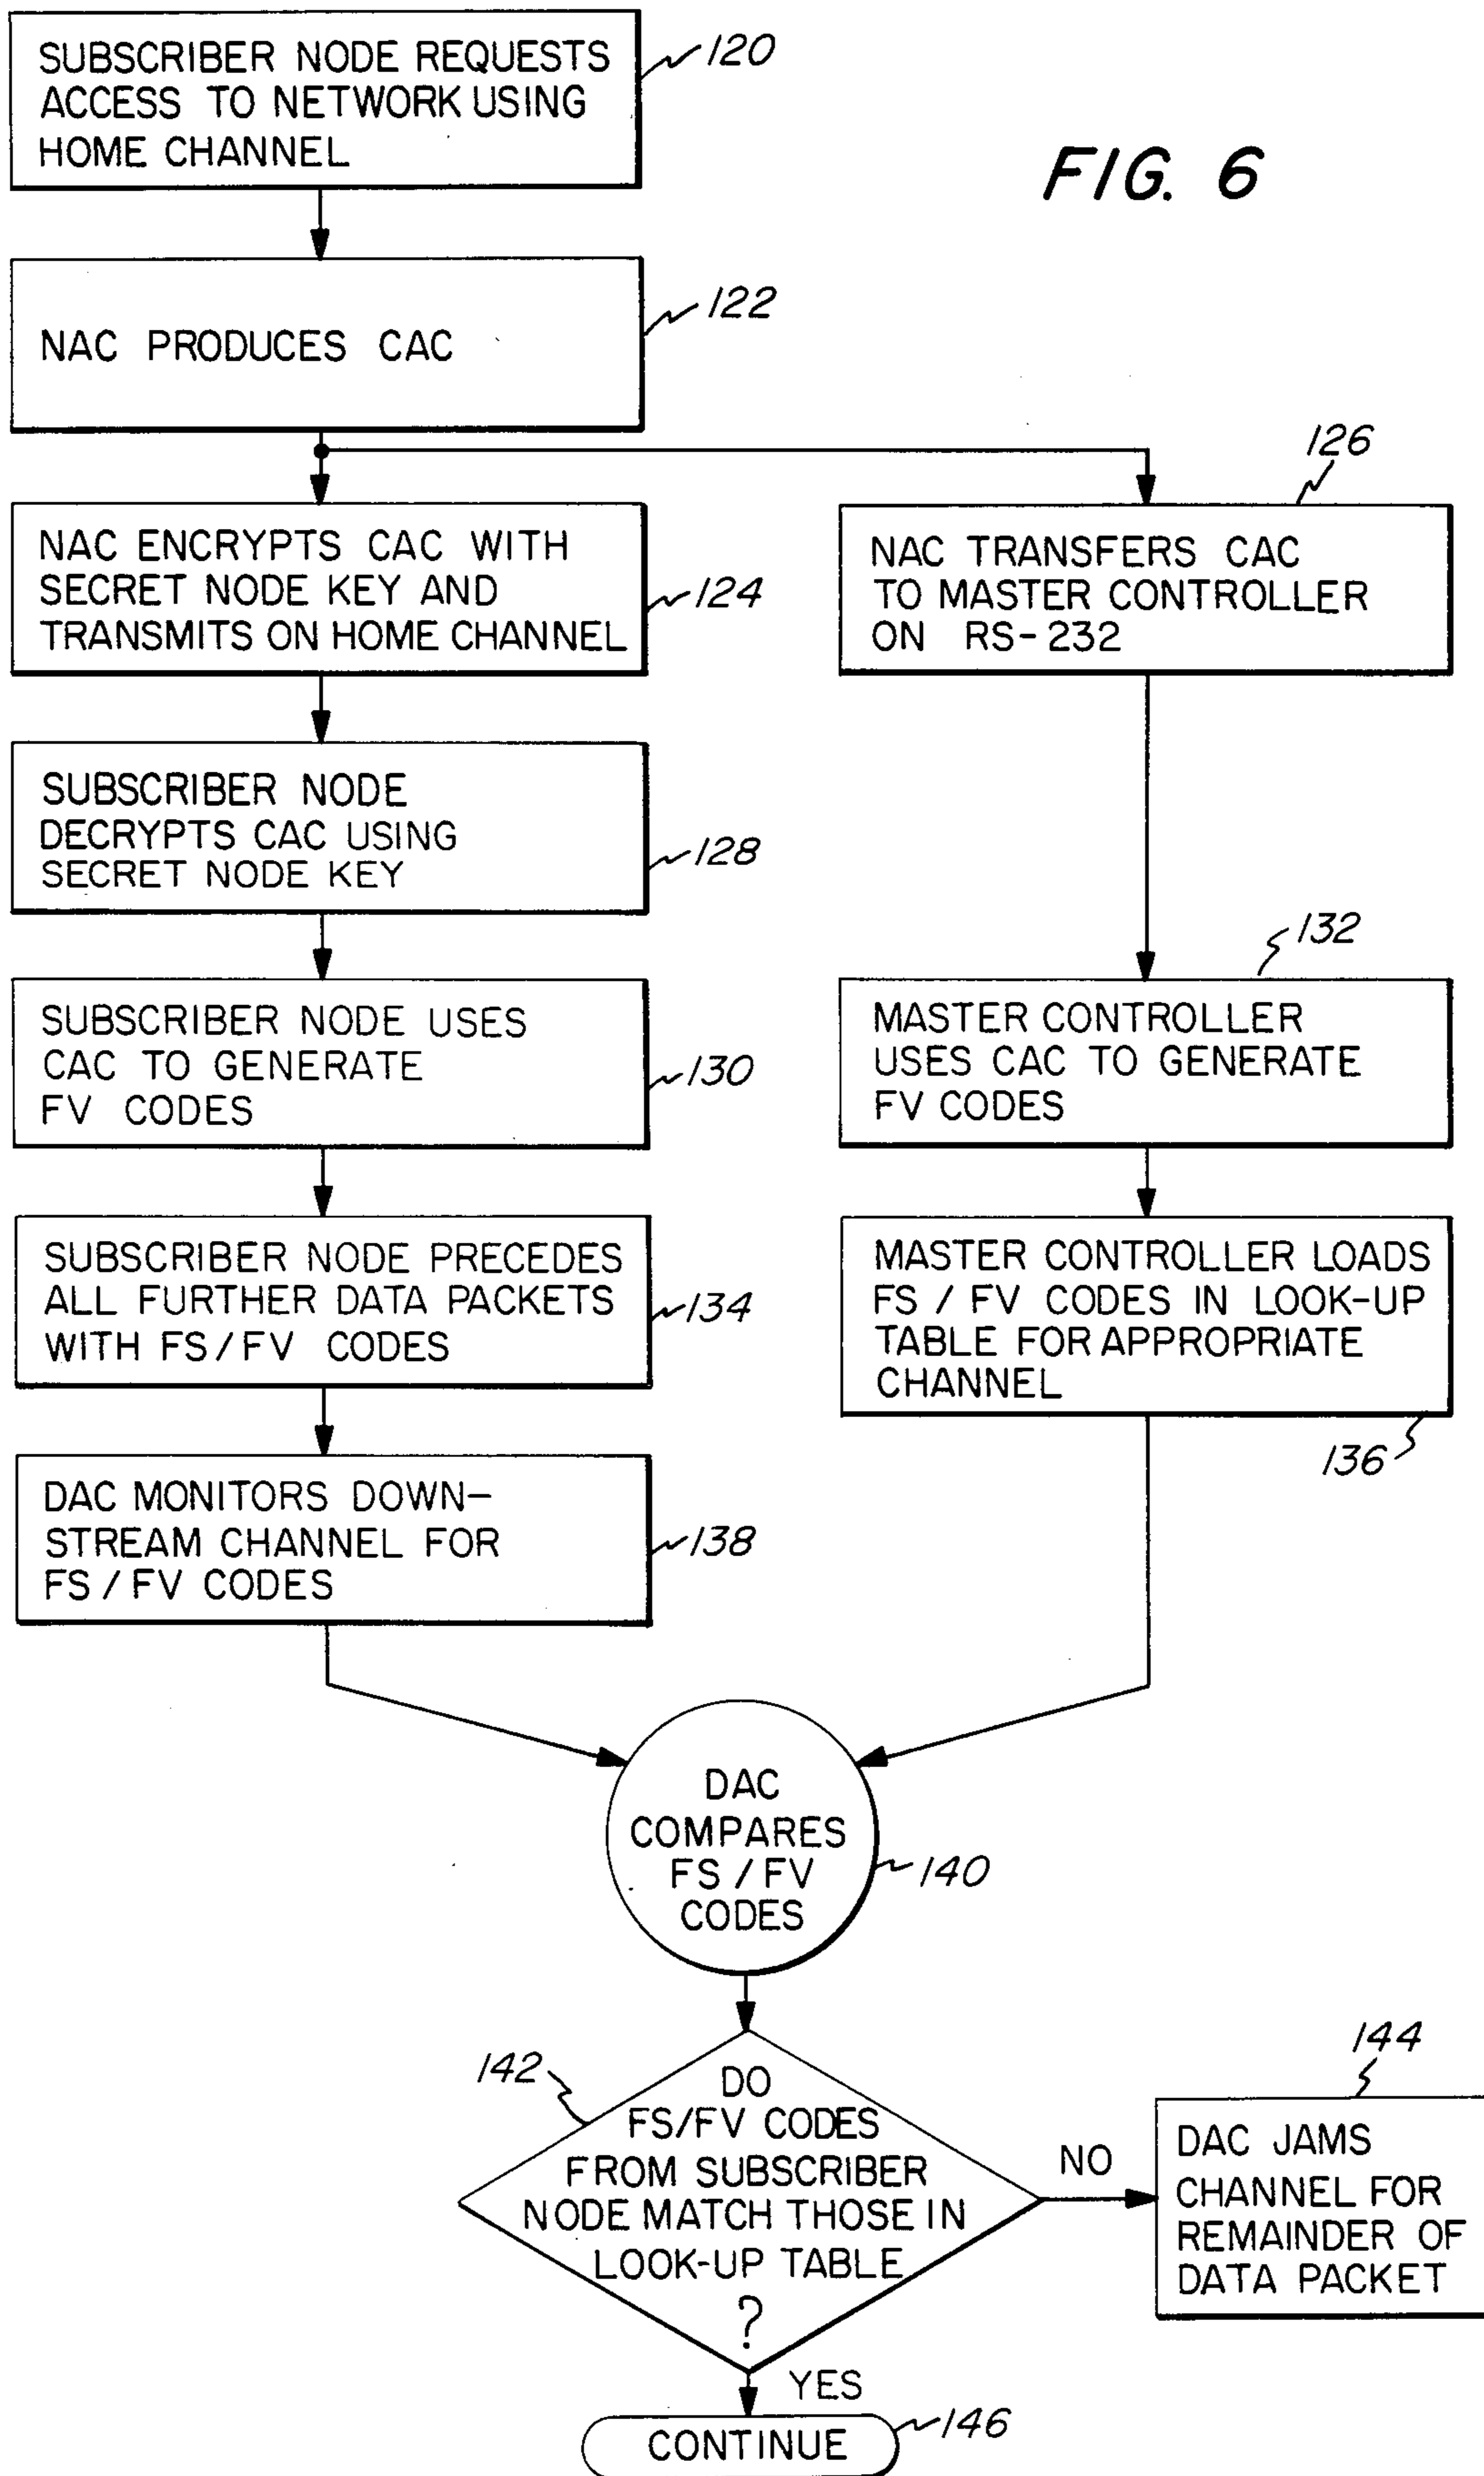 SUBSCRIBER NODE REQUESTS
ACCESS TO NETWORK USING
HOME CHANNEL
120
FIG. 6
NAC PRODUCES CAC
122
NAC ENCRYPTS CAC WITH
SECRET NODE KEY AND
TRANSMITS ON HOME CHANNEL
124
126
NAC TRANSFERS CAC
TO MASTER CONTROLLER
ON RS-232
SUBSCRIBER NODE
DECRYPTS CAC USING
SECRET NODE KEY
128
SUBSCRIBER NODE USES
CAC TO GENERATE
FV CODES
130
132
MASTER CONTROLLER
USES CAC TO GENERATE
FV CODES
SUBSCRIBER NODE PRECEDES
ALL FURTHER DATA PACKETS
WITH FS/FV CODES
134
MASTER CONTROLLER LOADS
FS / FV CODES IN LOOK-UP
TABLE FOR APPROPRIATE
CHANNEL
136
DAC MONITORS DOWN-
STREAM CHANNEL FOR
FS / FV CODES
138
DAC
COMPARES
FS / FV
CODES
140
142
DO
FS/FV CODES
FROM SUBSCRIBER
NODE MATCH THOSE IN
LOOK-UP TABLE
?
NO
144
DAC JAMS
CHANNEL FOR
REMAINDER OF
DATA PACKET
YES
CONTINUE
146